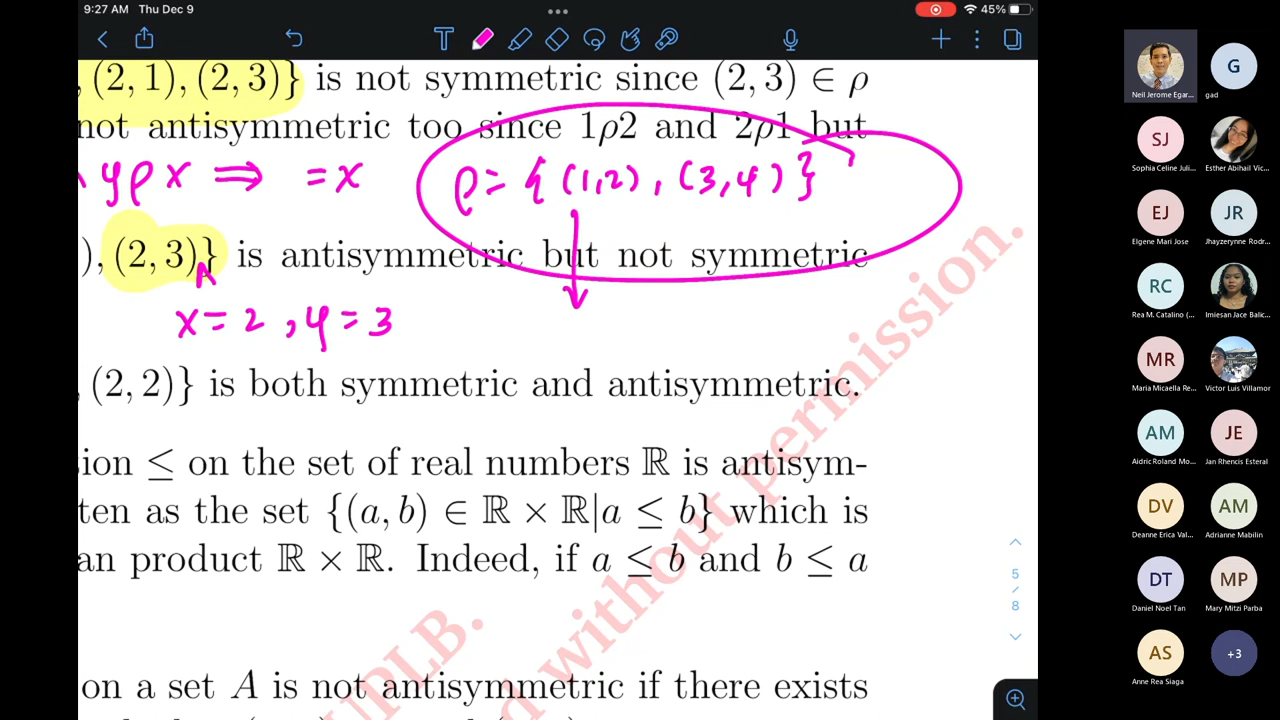 9:27 AM Thu Dec 9
45%
, (2, 1), (2, 3)} is not symmetric since (2, 3) ∈ ρ
not antisymmetric too since 1ρ2 and 2ρ1 but
yρx ⇒ =x
ρ= {(1,2), (3,4)}
), (2, 3)} is antisymmetric but not symmetric
x=2, y=3
, (2, 2)} is both symmetric and antisymmetric.
sion ≤ on the set of real numbers ℝ is antisym-
ten as the set {(a, b) ∈ ℝ × ℝ|a ≤ b} which is
an product ℝ × ℝ. Indeed, if a ≤ b and b ≤ a
on a set A is not antisymmetric if there exists
UPLB.
d without permission.
5
/
8
Neil Jerome Egar...
G
gad
SJ
Sophia Celine Juli...
Esther Abihail Vic...
EJ
Elgene Mari Jose
JR
Jhayzerynne Rodr...
RC
Rea M. Catalino (...
Imiesan Jace Balic...
MR
Maria Micaella Re...
Victor Luis Villamor
AM
Aidric Roland Mo...
JE
Jan Rhencis Esteral
DV
Deanne Erica Val...
AM
Adrianne Mabilin
DT
Daniel Noel Tan
MP
Mary Mitzi Parba
AS
Anne Rea Siaga
+3